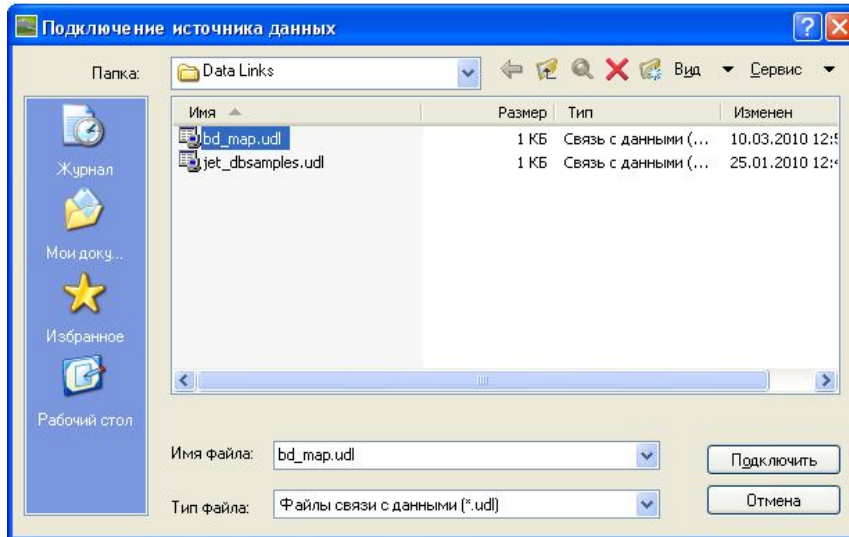 Подключение источника данных
Папка: Data Links Вид Сервис
Имя Размер Тип Изменен
bd_map.udl 1 КБ Связь с данными (... 10.03.2010 12:5
jet_dbsamples.udl 1 КБ Связь с данными (... 25.01.2010 12:4
Журнал
Мои доку...
Избранное
Рабочий стол
Имя файла: bd_map.udl Подключить
Тип файла: Файлы связи с данными (*.udl) Отмена